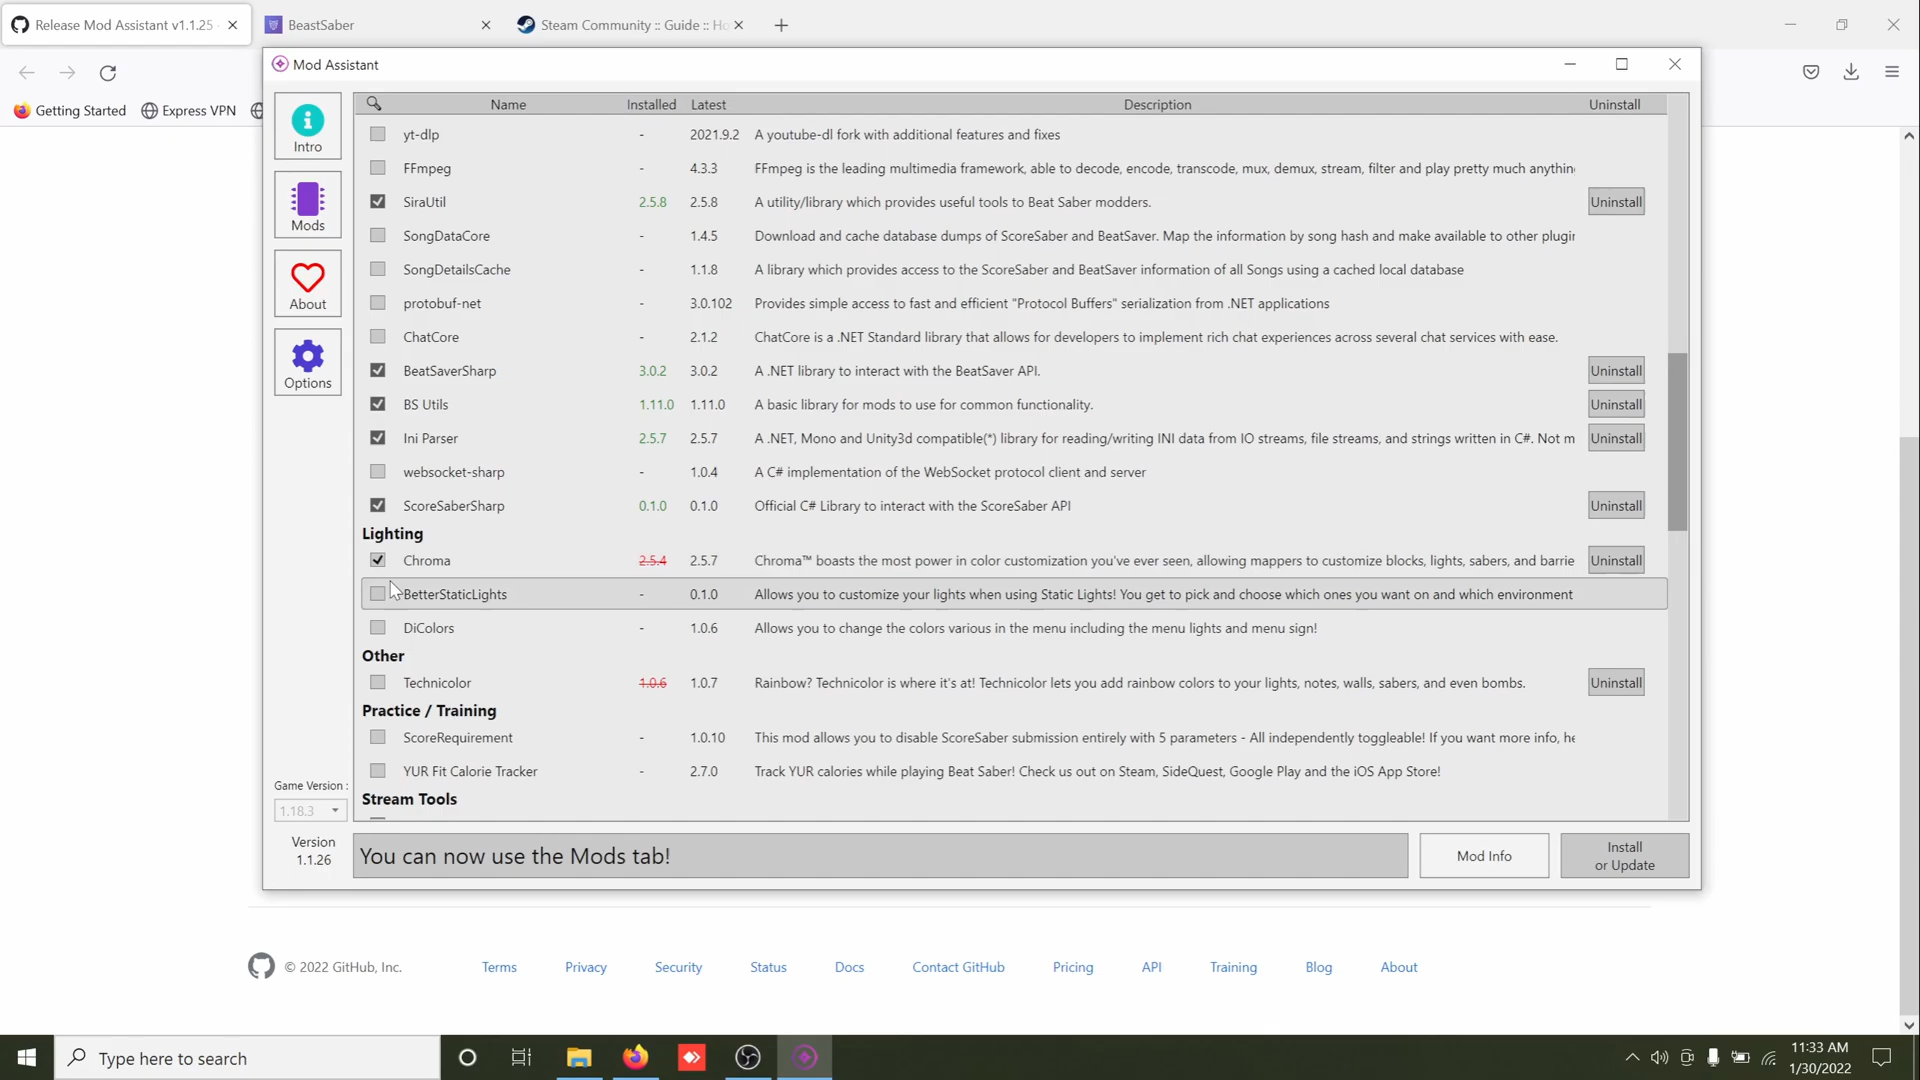 Release Mod Assistant v1.1.25
BeastSaber
Steam Community :: Guide :: Ho
Getting Started
Express VPN
Mod Assistant
Intro
Mods
About
Options
Game Version :
1.18.3
Version
1.1.26
Name Installed Latest Description Uninstall
yt-dlp - 2021.9.2 A youtube-dl fork with additional features and fixes
FFmpeg - 4.3.3 FFmpeg is the leading multimedia framework, able to decode, encode, transcode, mux, demux, stream, filter and play pretty much anythin
SiraUtil 2.5.8 2.5.8 A utility/library which provides useful tools to Beat Saber modders. Uninstall
SongDataCore - 1.4.5 Download and cache database dumps of ScoreSaber and BeatSaver. Map the information by song hash and make available to other plugin
SongDetailsCache - 1.1.8 A library which provides access to the ScoreSaber and BeatSaver information of all Songs using a cached local database
protobuf-net - 3.0.102 Provides simple access to fast and efficient "Protocol Buffers" serialization from .NET applications
ChatCore - 2.1.2 ChatCore is a .NET Standard library that allows for developers to implement rich chat experiences across several chat services with ease.
BeatSaverSharp 3.0.2 3.0.2 A .NET library to interact with the BeatSaver API. Uninstall
BS Utils 1.11.0 1.11.0 A basic library for mods to use for common functionality. Uninstall
Ini Parser 2.5.7 2.5.7 A .NET, Mono and Unity3d compatible(*) library for reading/writing INI data from IO streams, file streams, and strings written in C#. Not m Uninstall
websocket-sharp - 1.0.4 A C# implementation of the WebSocket protocol client and server
ScoreSaberSharp 0.1.0 0.1.0 Official C# Library to interact with the ScoreSaber API Uninstall
Lighting
Chroma 2.5.4 2.5.7 Chroma™ boasts the most power in color customization you've ever seen, allowing mappers to customize blocks, lights, sabers, and barrie Uninstall
BetterStaticLights - 0.1.0 Allows you to customize your lights when using Static Lights! You get to pick and choose which ones you want on and which environment
DiColors - 1.0.6 Allows you to change the colors various in the menu including the menu lights and menu sign!
Other
Technicolor 1.0.6 1.0.7 Rainbow? Technicolor is where it's at! Technicolor lets you add rainbow colors to your lights, notes, walls, sabers, and even bombs. Uninstall
Practice / Training
ScoreRequirement - 1.0.10 This mod allows you to disable ScoreSaber submission entirely with 5 parameters - All independently toggleable! If you want more info, he
YUR Fit Calorie Tracker - 2.7.0 Track YUR calories while playing Beat Saber! Check us out on Steam, SideQuest, Google Play and the iOS App Store!
Stream Tools
You can now use the Mods tab!
Mod Info
Install
or Update
© 2022 GitHub, Inc. Terms Privacy Security Status Docs Contact GitHub Pricing API Training Blog About
Type here to search
11:33 AM
1/30/2022